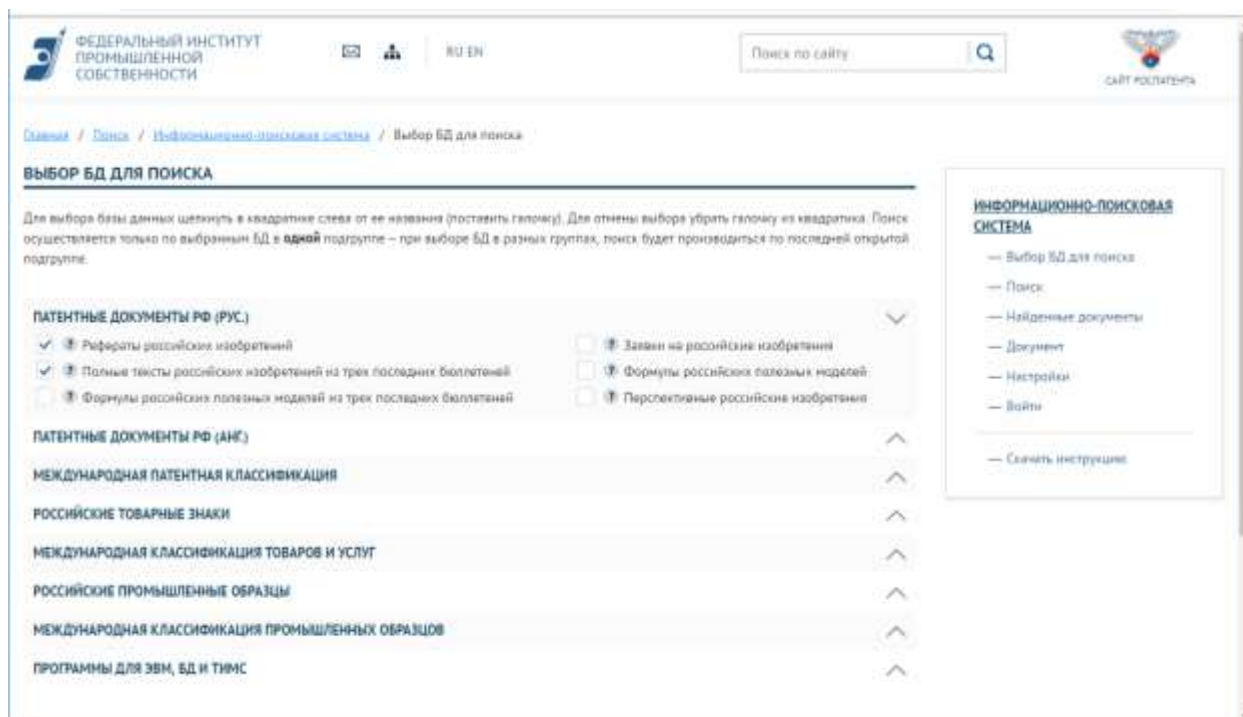 ФЕДЕРАЛЬНЫЙ ИНСТИТУТ
ПРОМЫШЛЕННОЙ
СОБСТВЕННОСТИ
RU EN
Поиск по сайту
САЙТ РОСПАТЕНТА
Главная / Поиск / Информационно-поисковая система / Выбор БД для поиска
ВЫБОР БД ДЛЯ ПОИСКА
Для выбора базы данных щелкнуть в квадратике слева от ее названия (поставить галочку). Для отмены выбора убрать галочку из квадратика. Поиск
осуществляется только по выбранным БД в одной подгруппе – при выборе БД в разных группах, поиск будет производиться по последней открытой
подгруппе.
ПАТЕНТНЫЕ ДОКУМЕНТЫ РФ (РУС.)
Рефераты российских изобретений
Заявки на российские изобретения
Полные тексты российских изобретений из трех последних бюллетеней
Формулы российских полезных моделей
Формулы российских полезных моделей из трех последних бюллетеней
Перспективные российские изобретения
ПАТЕНТНЫЕ ДОКУМЕНТЫ РФ (АНГ.)
МЕЖДУНАРОДНАЯ ПАТЕНТНАЯ КЛАССИФИКАЦИЯ
РОССИЙСКИЕ ТОВАРНЫЕ ЗНАКИ
МЕЖДУНАРОДНАЯ КЛАССИФИКАЦИЯ ТОВАРОВ И УСЛУГ
РОССИЙСКИЕ ПРОМЫШЛЕННЫЕ ОБРАЗЦЫ
МЕЖДУНАРОДНАЯ КЛАССИФИКАЦИЯ ПРОМЫШЛЕННЫХ ОБРАЗЦОВ
ПРОГРАММЫ ДЛЯ ЭВМ, БД И ТИМС
ИНФОРМАЦИОННО-ПОИСКОВАЯ
СИСТЕМА
— Выбор БД для поиска
— Поиск
— Найденные документы
— Документ
— Настройки
— Войти
— Скачать инструкцию